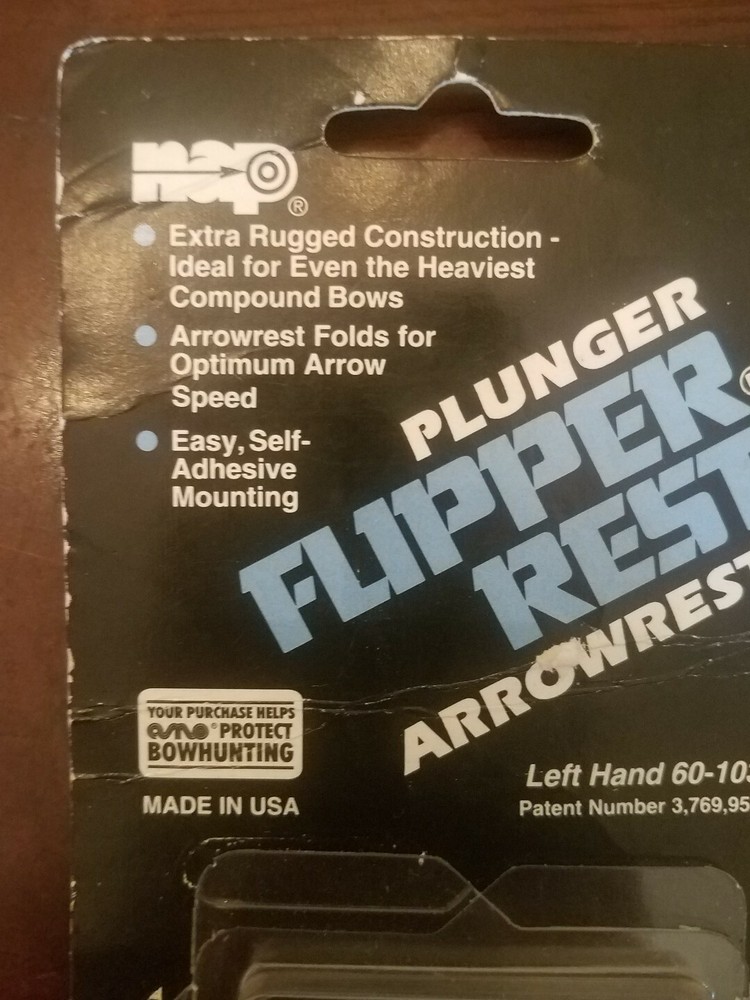 nap®
Extra Rugged Construction -
Ideal for Even the Heaviest
Compound Bows
Arrowrest Folds for
Optimum Arrow
Speed
Easy, Self-
Adhesive
Mounting
PLUNGER
FLIPPER
REST
ARROWREST
YOUR PURCHASE HELPS
® PROTECT
BOWHUNTING
MADE IN USA
Left Hand 60-103
Patent Number 3,769,95